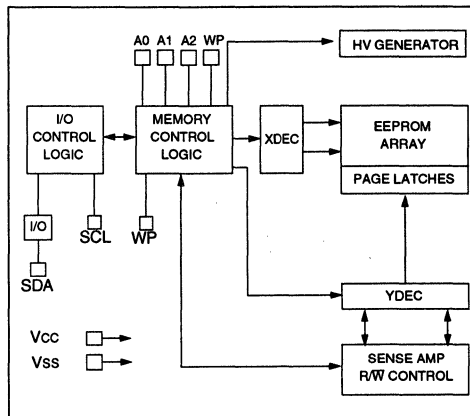 A0 A1 A2 WP
HV GENERATOR
I/O
CONTROL
LOGIC
MEMORY
CONTROL
LOGIC
XDEC
EEPROM
ARRAY
PAGE LATCHES
I/O
SCL
WP
SDA
YDEC
Vcc
Vss
SENSE AMP
R/W̅ CONTROL